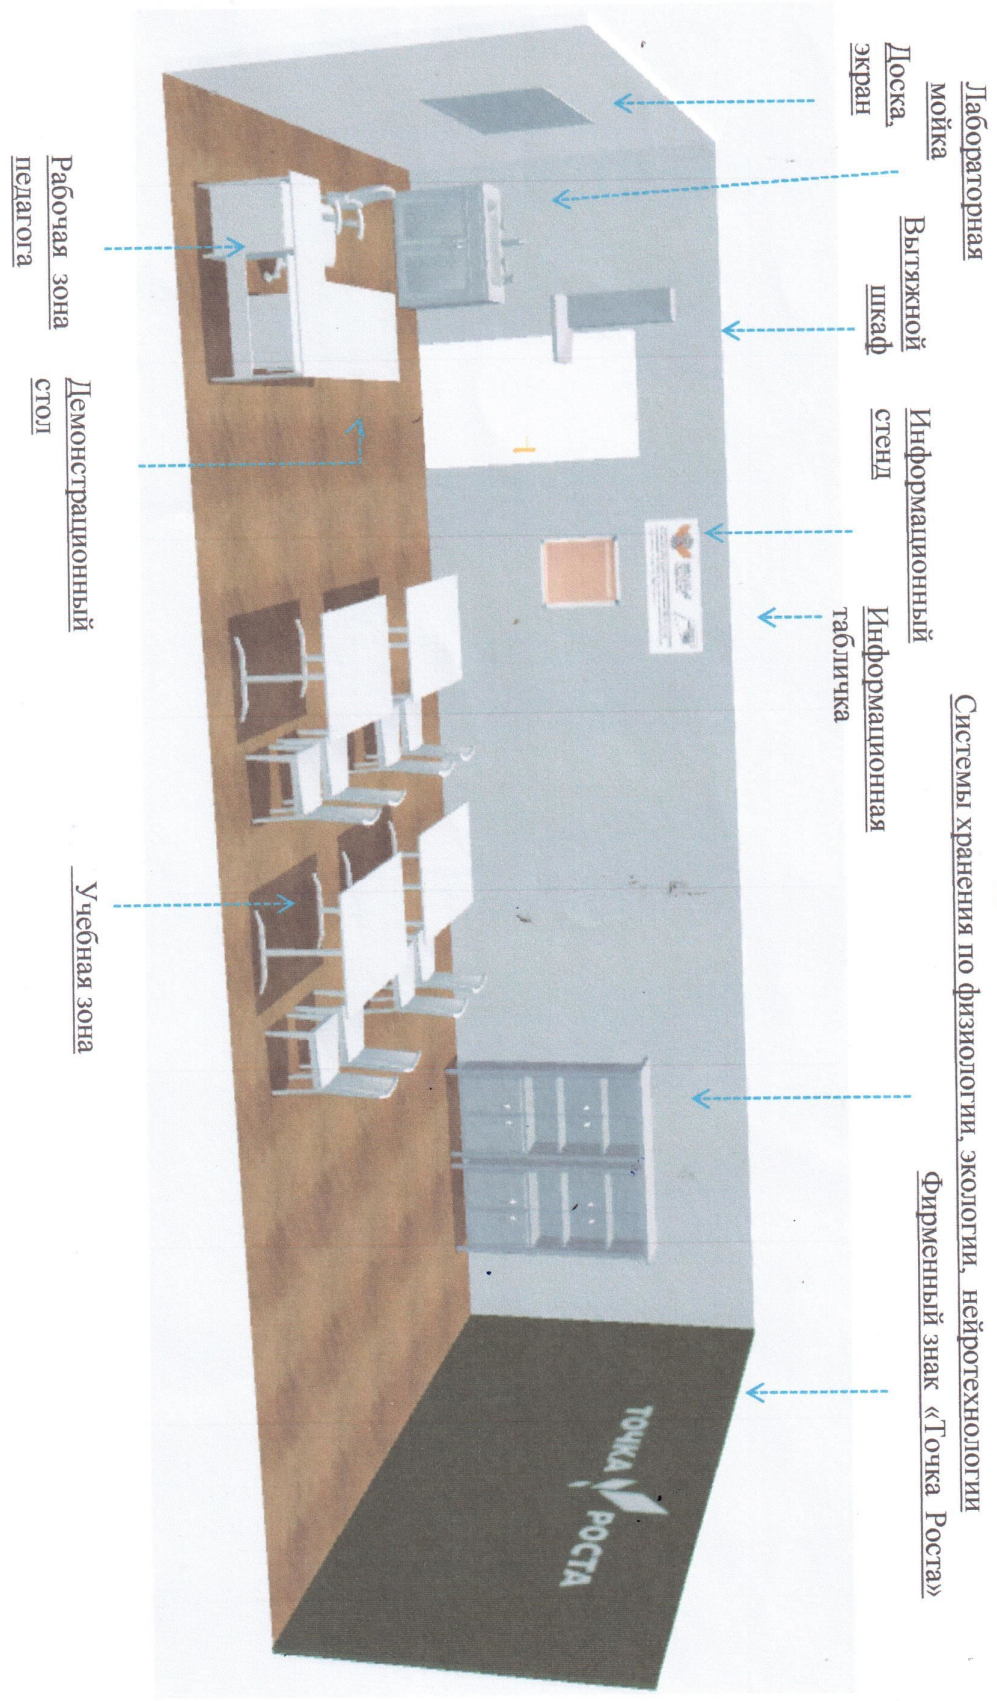 Системы хранения по физиологии, экологии, нейротехнологии
Лабораторная
мойка
Доска,
экран
Вытяжной
шкаф
Информационный
стенд
Информационная
табличка
Фирменный знак «Точка Роста»
ТОЧКА РОСТА
Рабочая зона
педагога
Демонстрационный
стол
Учебная зона